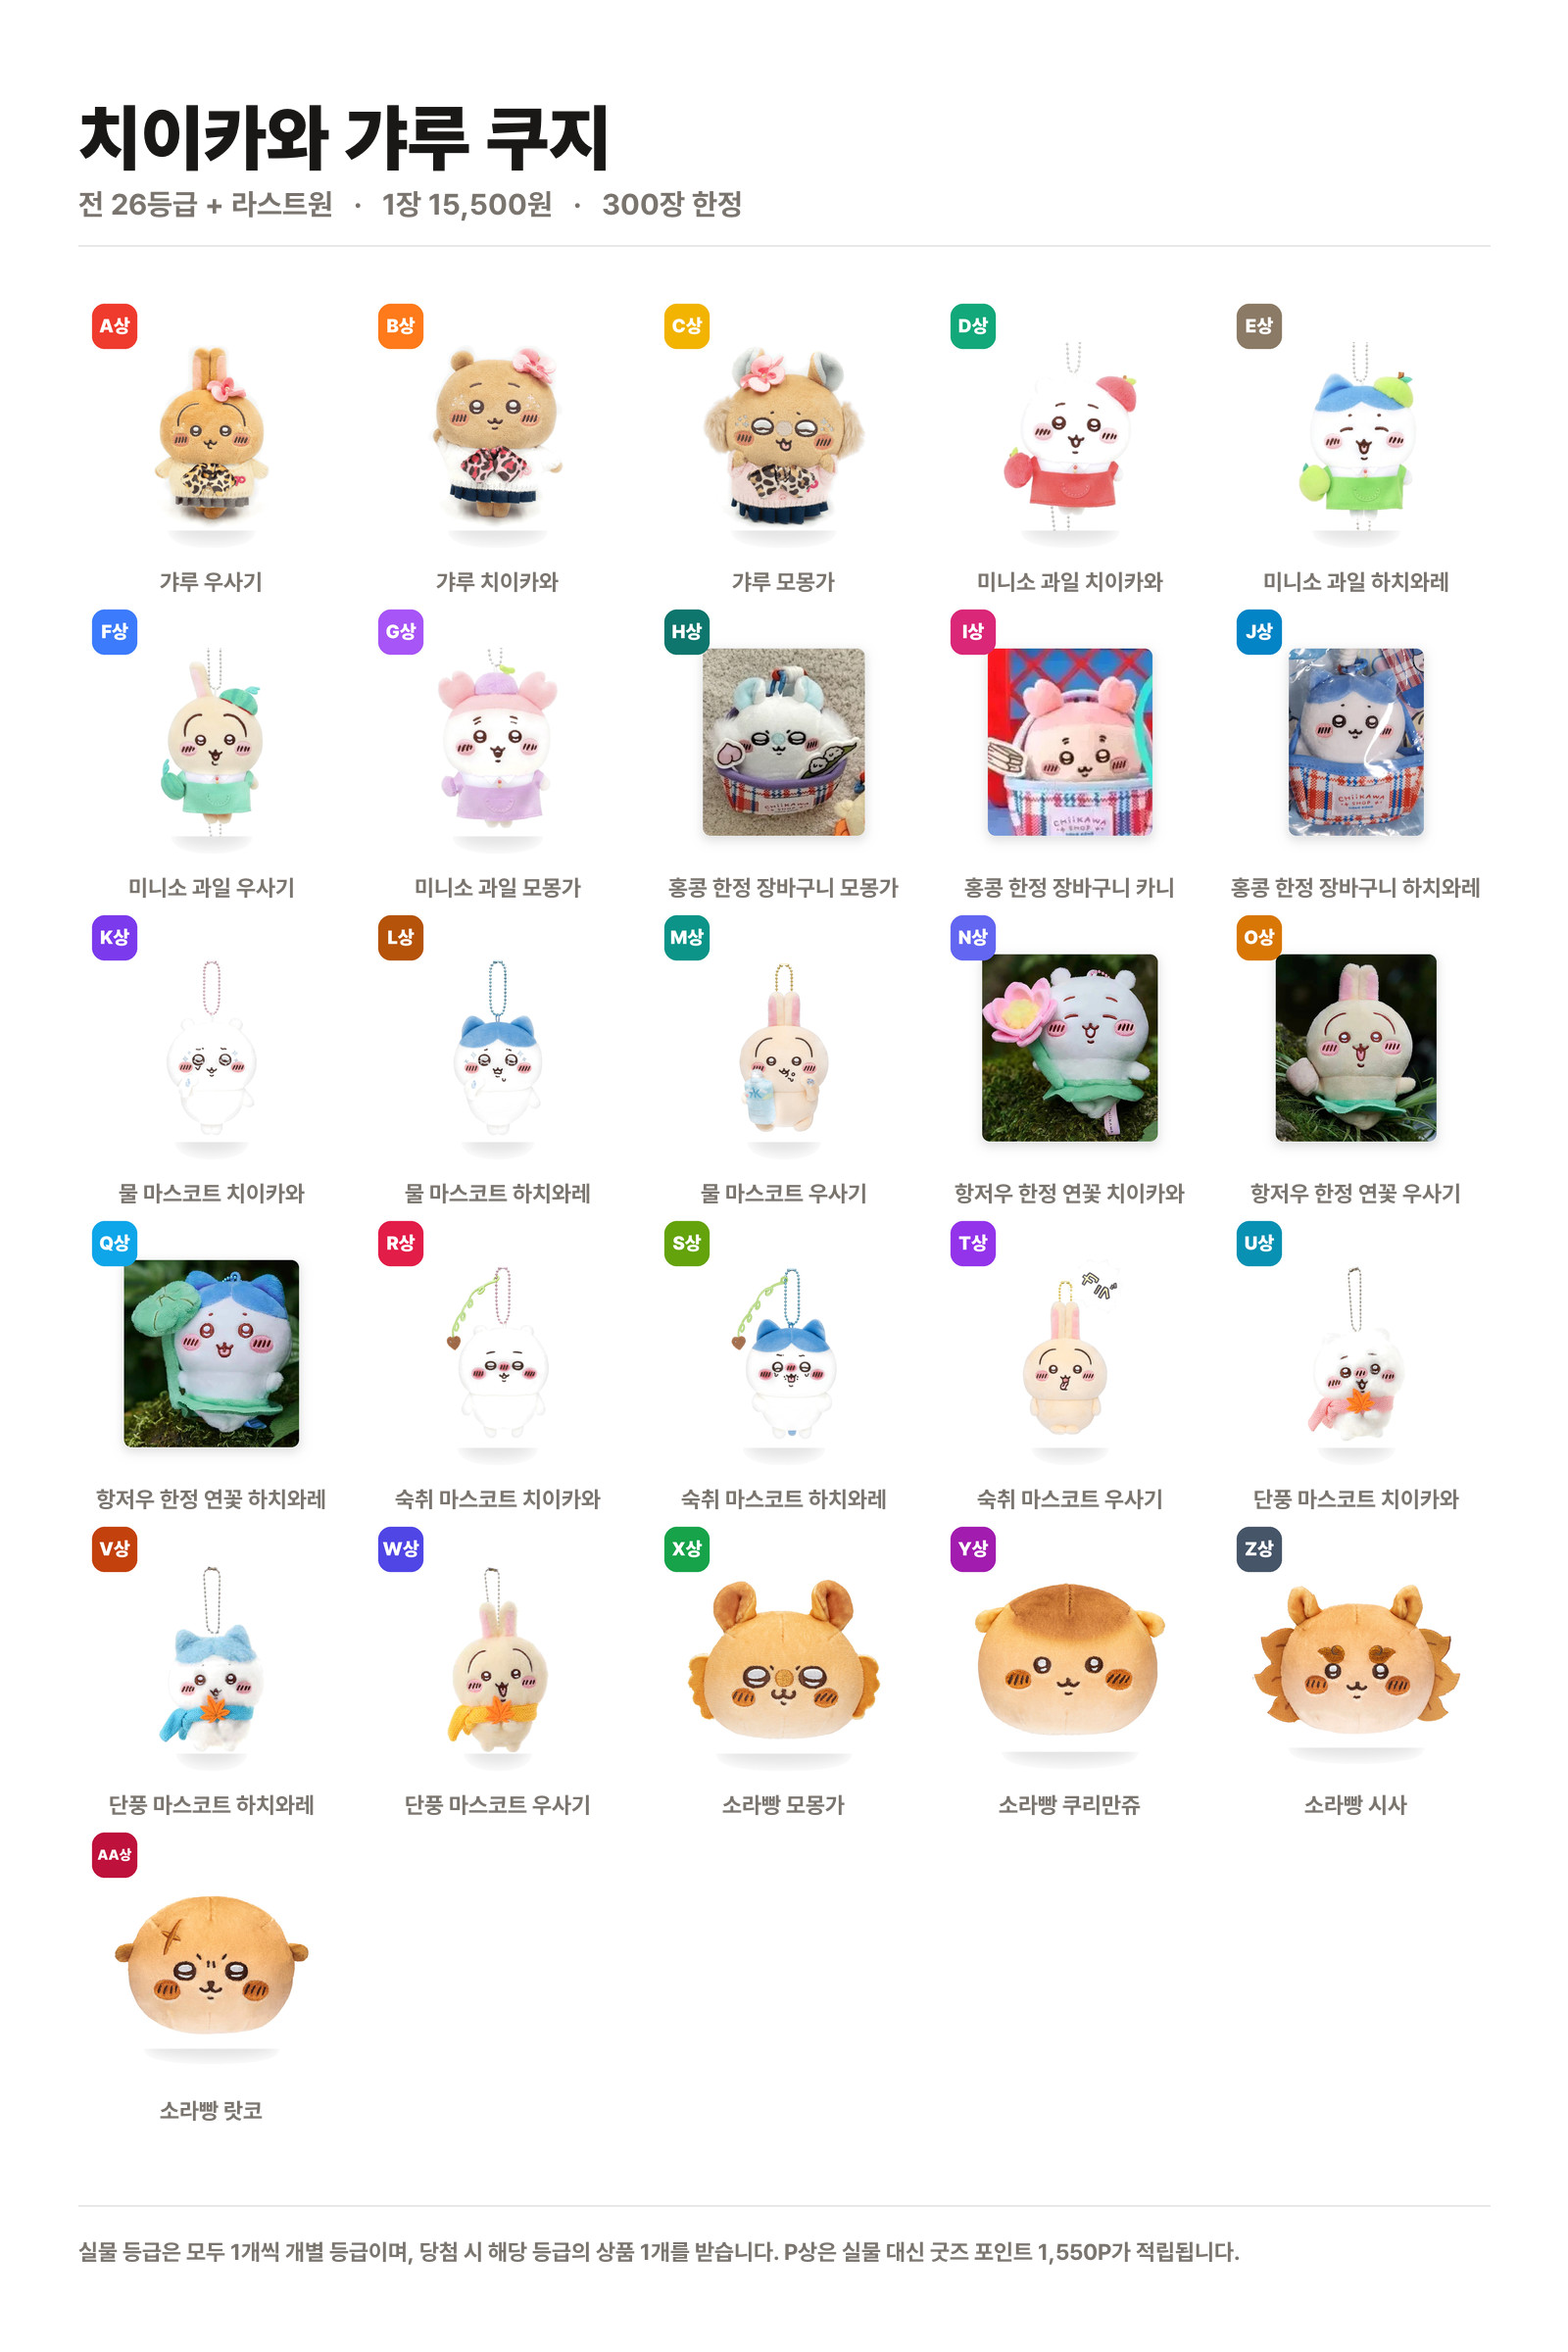 치이카와 갸루 쿠지
전 26등급 + 라스트원 · 1장 15,500원 · 300장 한정
A상
B상
C상
D상
E상
갸루 우사기
갸루 치이카와
갸루 모몽가
미니소 과일 치이카와
미니소 과일 하치와레
F상
G상
H상
I상
J상
CHIIKAWA
SHOP
CHIIKAWA
SHOP
CHIIKAWA
SHOP
미니소 과일 우사기
미니소 과일 모몽가
홍콩 한정 장바구니 모몽가
홍콩 한정 장바구니 카니
홍콩 한정 장바구니 하치와레
K상
L상
M상
N상
O상
水
물 마스코트 치이카와
물 마스코트 하치와레
물 마스코트 우사기
항저우 한정 연꽃 치이카와
항저우 한정 연꽃 우사기
Q상
R상
S상
T상
U상
항저우 한정 연꽃 하치와레
숙취 마스코트 치이카와
숙취 마스코트 하치와레
숙취 마스코트 우사기
단풍 마스코트 치이카와
V상
W상
X상
Y상
Z상
단풍 마스코트 하치와레
단풍 마스코트 우사기
소라빵 모몽가
소라빵 쿠리만쥬
소라빵 시사
AA상
소라빵 랏코
실물 등급은 모두 1개씩 개별 등급이며, 당첨 시 해당 등급의 상품 1개를 받습니다. P상은 실물 대신 굿즈 포인트 1,550P가 적립됩니다.